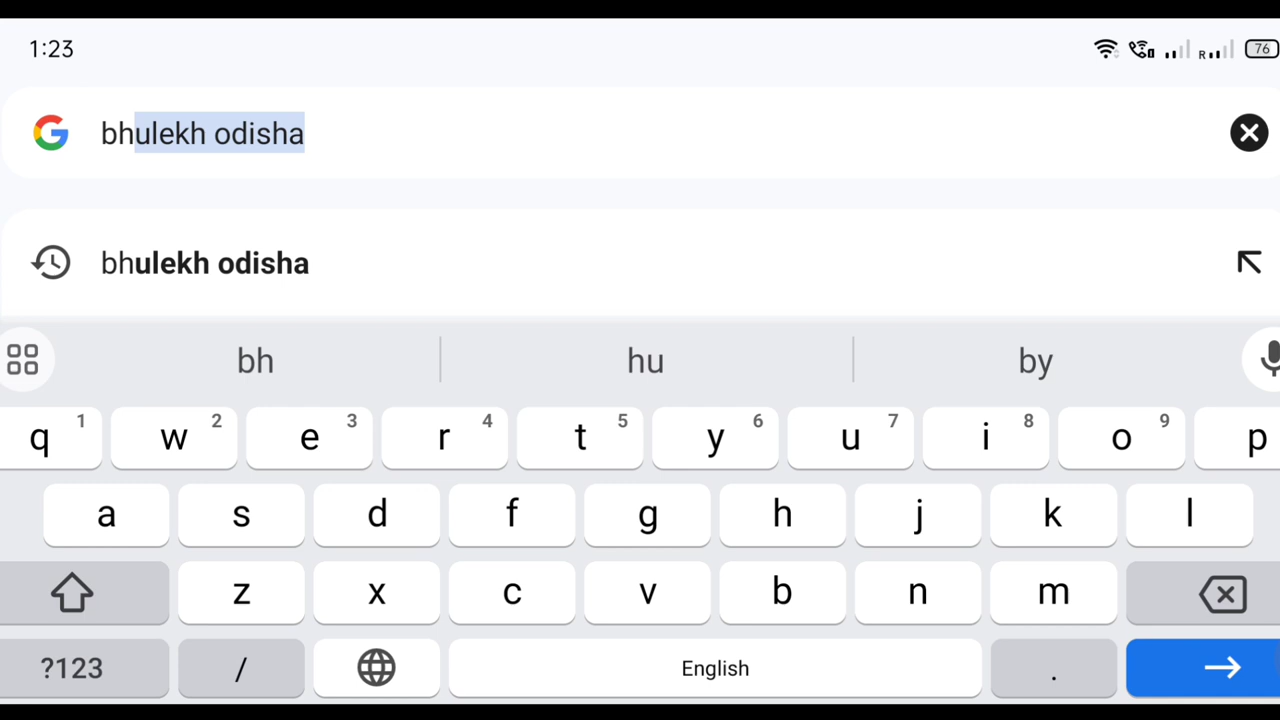 1:23
R
76
bhulekh odisha
bhulekh odisha
bh hu by
q 1 w 2 e 3 r 4 t 5 y 6 u 7 i 8 o 9 p
a s d f g h j k l
z x c v b n m
?123 / English .